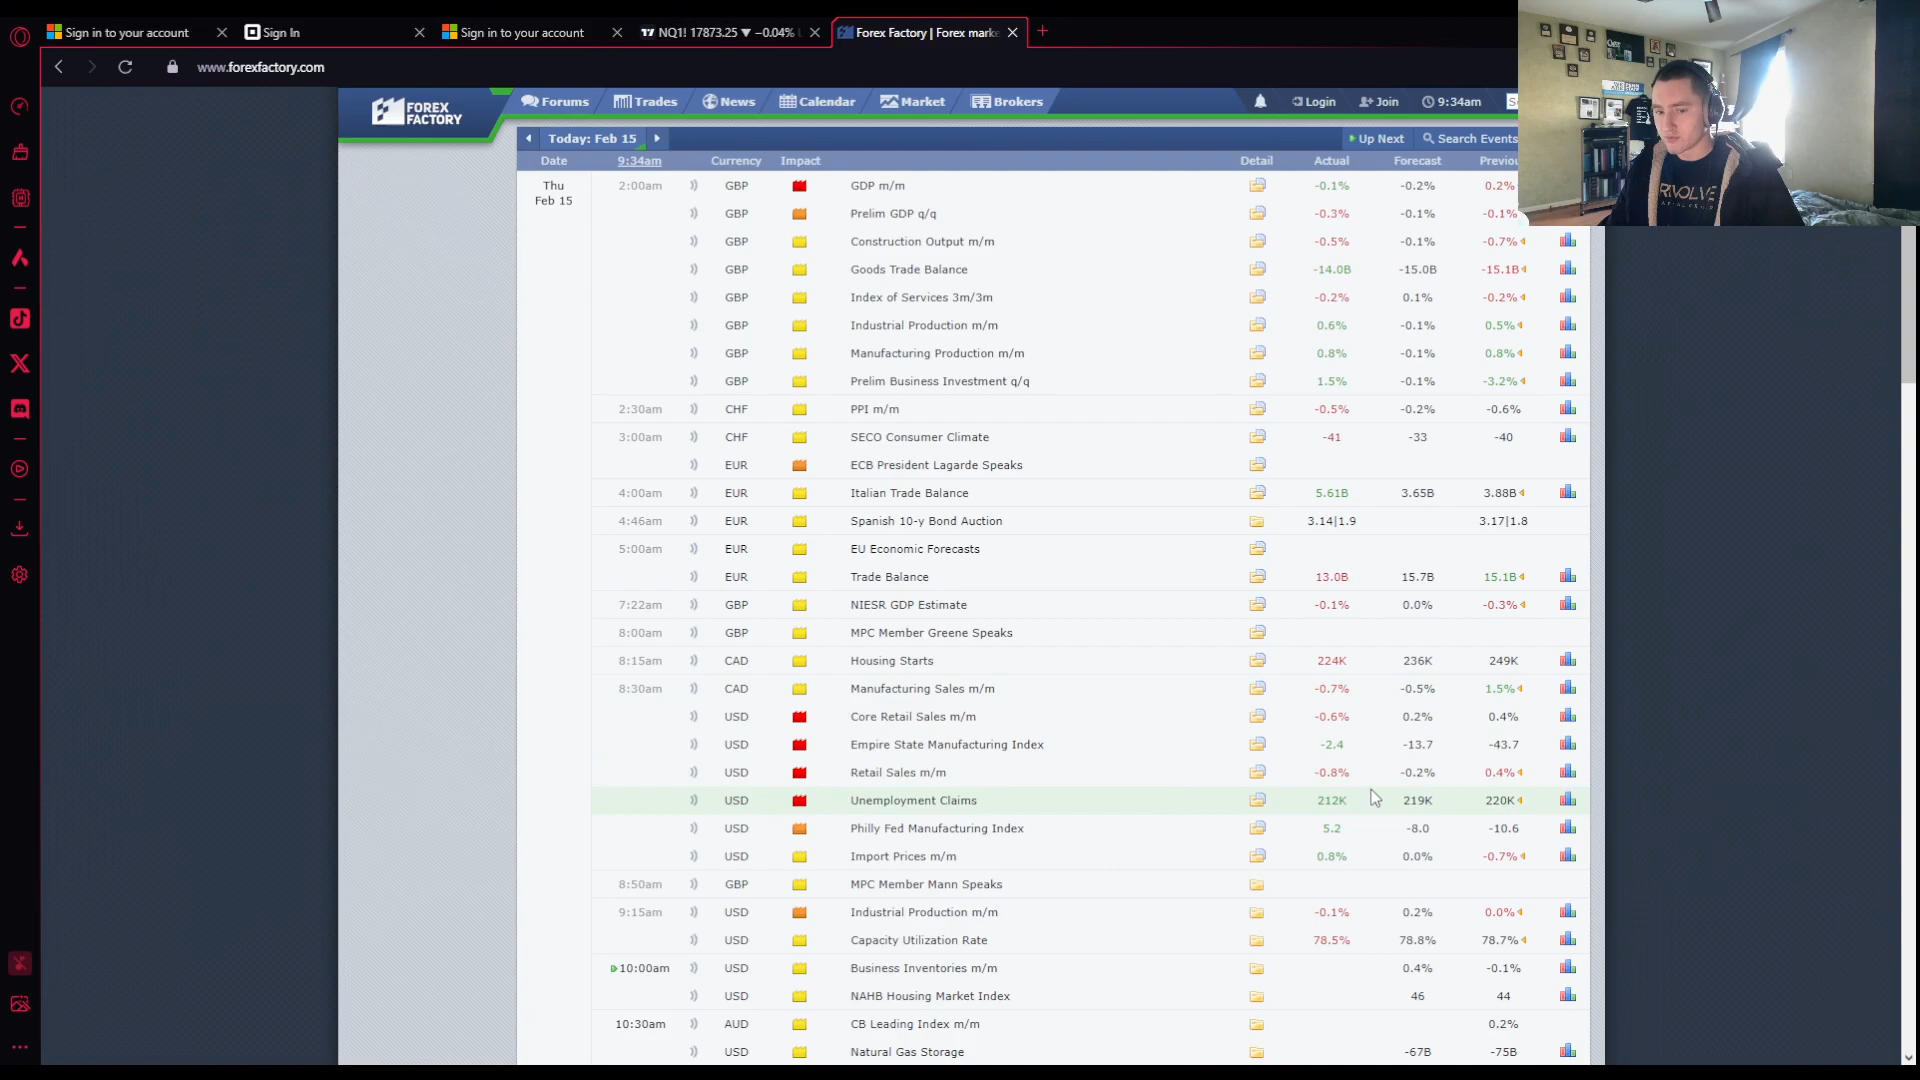 Sign in to your account
Sign In
Sign in to your account
NQ1! 17873.25 ▼ −0.04%
Forex Factory | Forex marke
www.forexfactory.com
FOREX FACTORY
Forums
Trades
News
Calendar
Market
Brokers
Login
Join
9:34am
Today: Feb 15
Up Next
Search Events
Date 9:34am Currency Impact Detail Actual Forecast Previou
Thu Feb 15
2:00am GBP GDP m/m -0.1% -0.2% 0.2%
GBP Prelim GDP q/q -0.3% -0.1% -0.1%
GBP Construction Output m/m -0.5% -0.1% -0.7%
GBP Goods Trade Balance -14.0B -15.0B -15.1B
GBP Index of Services 3m/3m -0.2% 0.1% -0.2%
GBP Industrial Production m/m 0.6% -0.1% 0.5%
GBP Manufacturing Production m/m 0.8% -0.1% 0.8%
GBP Prelim Business Investment q/q 1.5% -0.1% -3.2%
2:30am CHF PPI m/m -0.5% -0.2% -0.6%
3:00am CHF SECO Consumer Climate -41 -33 -40
EUR ECB President Lagarde Speaks
4:00am EUR Italian Trade Balance 5.61B 3.65B 3.88B
4:46am EUR Spanish 10-y Bond Auction 3.14|1.9 3.17|1.8
5:00am EUR EU Economic Forecasts
EUR Trade Balance 13.0B 15.7B 15.1B
7:22am GBP NIESR GDP Estimate -0.1% 0.0% -0.3%
8:00am GBP MPC Member Greene Speaks
8:15am CAD Housing Starts 224K 236K 249K
8:30am CAD Manufacturing Sales m/m -0.7% -0.5% 1.5%
USD Core Retail Sales m/m -0.6% 0.2% 0.4%
USD Empire State Manufacturing Index -2.4 -13.7 -43.7
USD Retail Sales m/m -0.8% -0.2% 0.4%
USD Unemployment Claims 212K 219K 220K
USD Philly Fed Manufacturing Index 5.2 -8.0 -10.6
USD Import Prices m/m 0.8% 0.0% -0.7%
8:50am GBP MPC Member Mann Speaks
9:15am USD Industrial Production m/m -0.1% 0.2% 0.0%
USD Capacity Utilization Rate 78.5% 78.8% 78.7%
10:00am USD Business Inventories m/m 0.4% -0.1%
USD NAHB Housing Market Index 46 44
10:30am AUD CB Leading Index m/m 0.2%
USD Natural Gas Storage -67B -75B